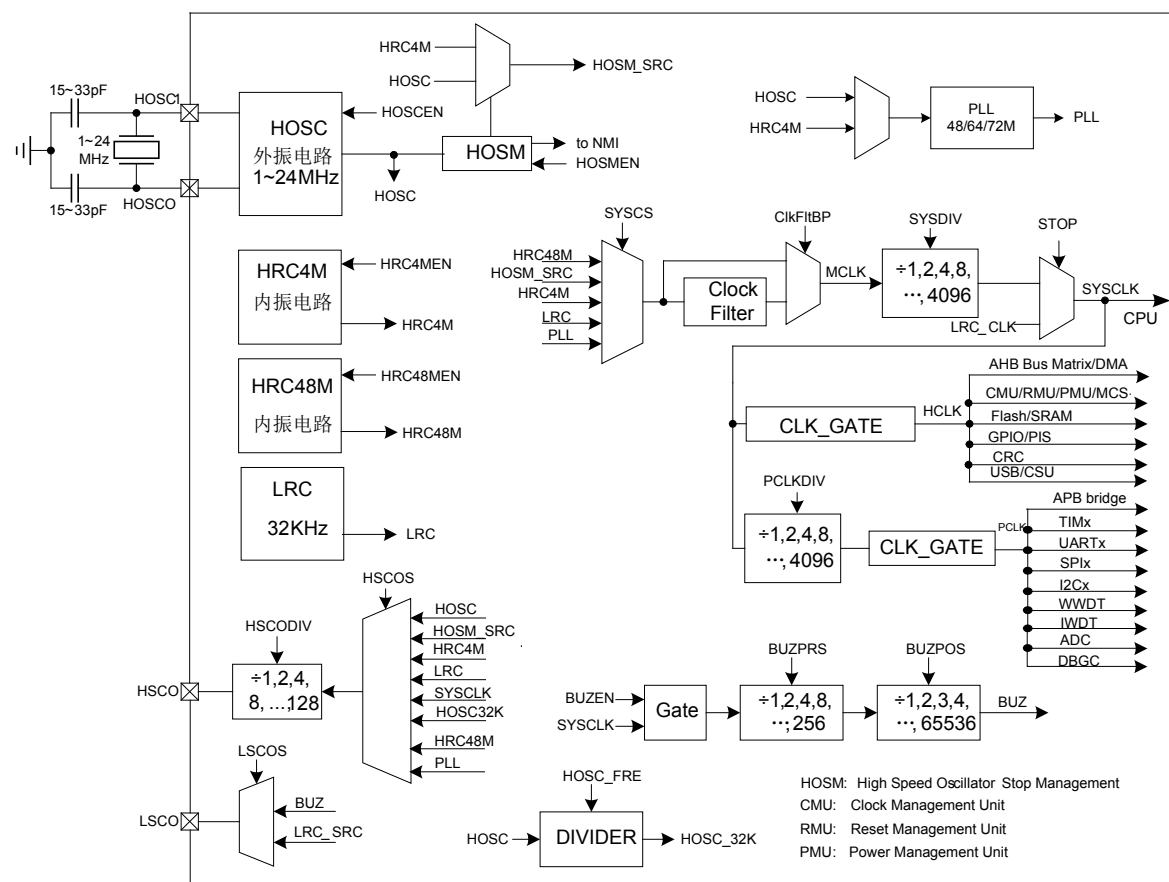 HRC4M
HOSC
HOSM_SRC
15~33pF
HOSC1
1~24
MHz
15~33pF
HOSCO
HOSC
外振电路
1~24MHz
HOSCEN
HOSM
to NMI
HOSMEN
HOSC
HOSC
HRC4M
PLL
48/64/72M
PLL
HRC4M
内振电路
HRC4MEN
HRC4M
HRC48M
内振电路
HRC48MEN
HRC48M
LRC
32KHz
LRC
SYSCS
HRC48M
HOSM_SRC
HRC4M
LRC
PLL
Clock
Filter
ClkFltBP
MCLK
SYSDIV
÷1,2,4,8,
…, 4096
STOP
LRC_CLK
SYSCLK
CPU
CLK_GATE
HCLK
AHB Bus Matrix/DMA
CMU/RMU/PMU/MCS
Flash/SRAM
GPIO/PIS
CRC
USB/CSU
PCLKDIV
÷1,2,4,8,
…, 4096
CLK_GATE
PCLK
APB bridge
TIMx
UARTx
SPIx
I2Cx
WWDT
IWDT
ADC
DBGC
HSCOS
HOSC
HOSM_SRC
HRC4M
LRC
SYSCLK
HOSC32K
HRC48M
PLL
HSCODIV
÷1,2,4,
8, ...,128
HSCO
LSCOS
BUZ
LRC_SRC
LSCO
BUZEN
SYSCLK
Gate
BUZPRS
÷1,2,4,8,
…, 256
BUZPOS
÷1,2,3,4,
…, 65536
BUZ
HOSC_FRE
HOSC
DIVIDER
HOSC_32K
HOSM: High Speed Oscillator Stop Management
CMU: Clock Management Unit
RMU: Reset Management Unit
PMU: Power Management Unit